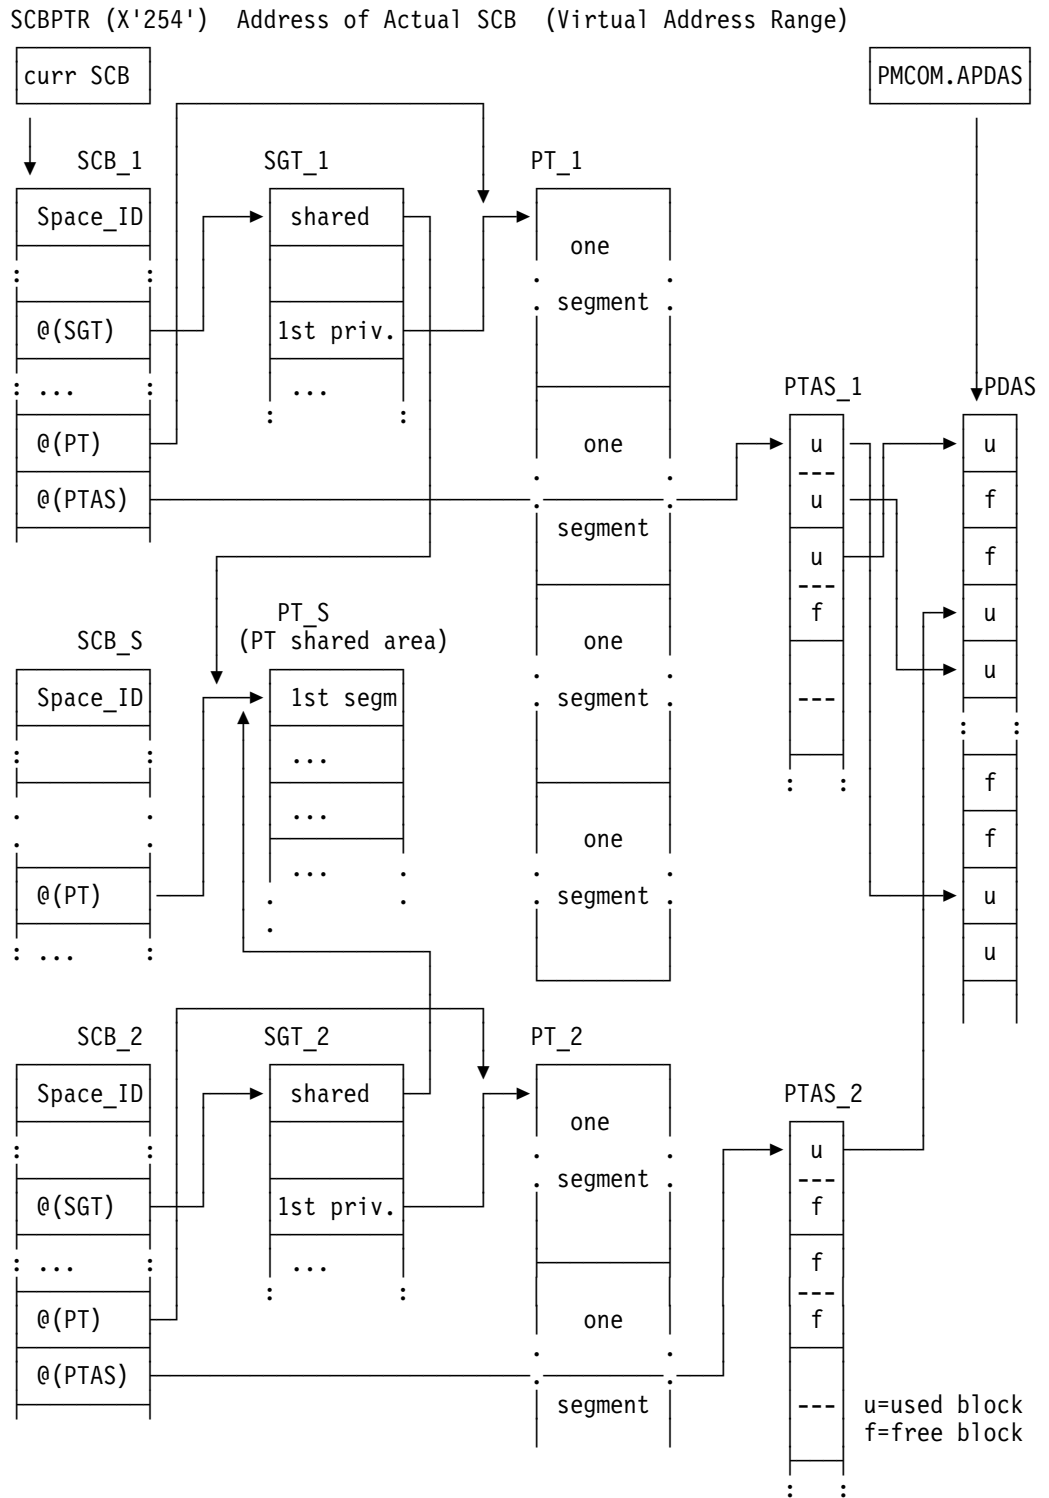 SCBPTR (X'254')  Address of Actual SCB  (Virtual Address Range)
curr SCB PMCOM.APDAS
SCB_1 SGT_1 PT_1
Space_ID shared
one
: : . .
segment
@(SGT) 1st priv.
: ... : ... PTAS_1 PDAS
: :
@(PT) one u u
. . ---
@(PTAS) . . u f
segment
u f
---
PT_S f u
SCB_S (PT shared area) one
. . u
Space_ID 1st segm . segment . ---
: : ... : :
: : f
. . ...
one f
. . ... . . .
@(PT) . . . segment . u
.
: ... : u
SCB_2 SGT_2 PT_2
Space_ID shared PTAS_2
one
: : . . u
segment ---
@(SGT) 1st priv. f
: ... : ... f
: : ---
@(PT) one f
. .
@(PTAS) . .
segment --- u=used block
f=free block
: :